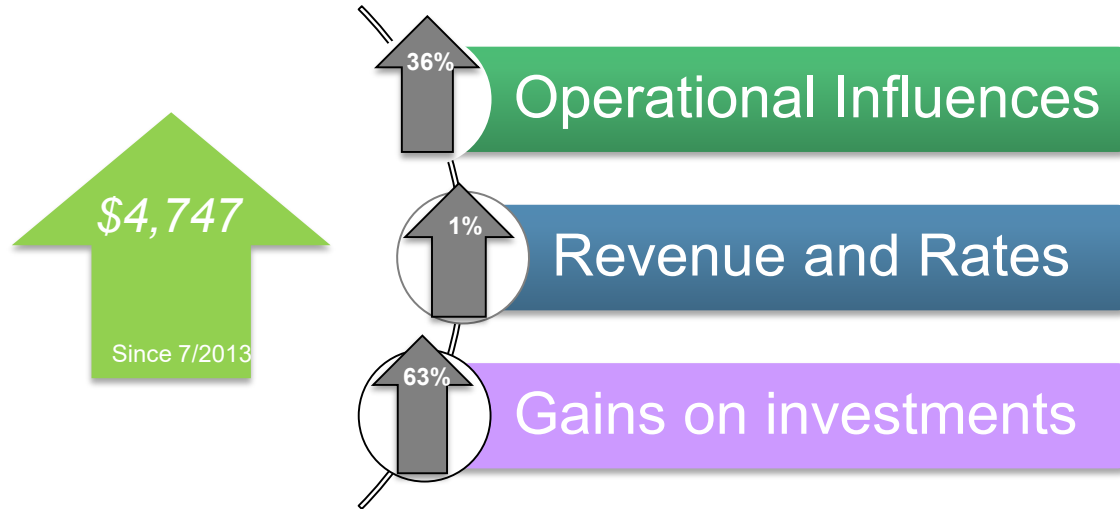 $4,747
Since 7/2013
36%
Operational Influences
1%
Revenue and Rates
63%
Gains on investments